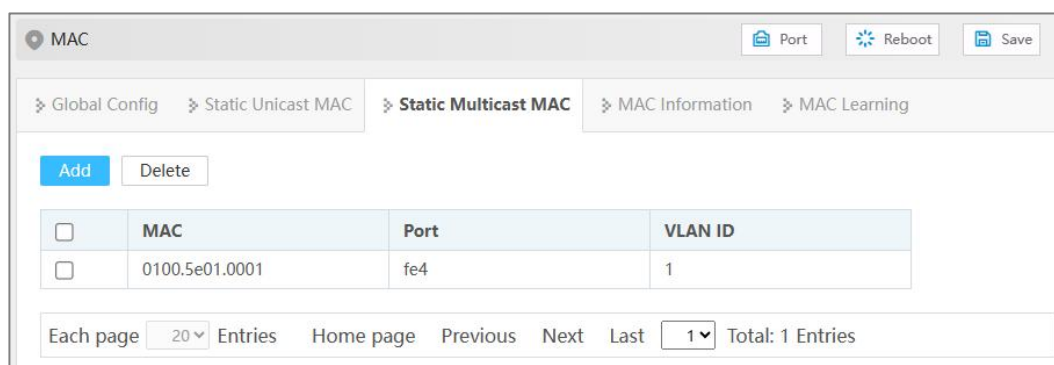 MAC Port Reboot Save
Global Config Static Unicast MAC Static Multicast MAC MAC Information MAC Learning
Add Delete
MAC Port VLAN ID
0100.5e01.0001 fe4 1
Each page 20 Entries Home page Previous Next Last 1 Total: 1 Entries